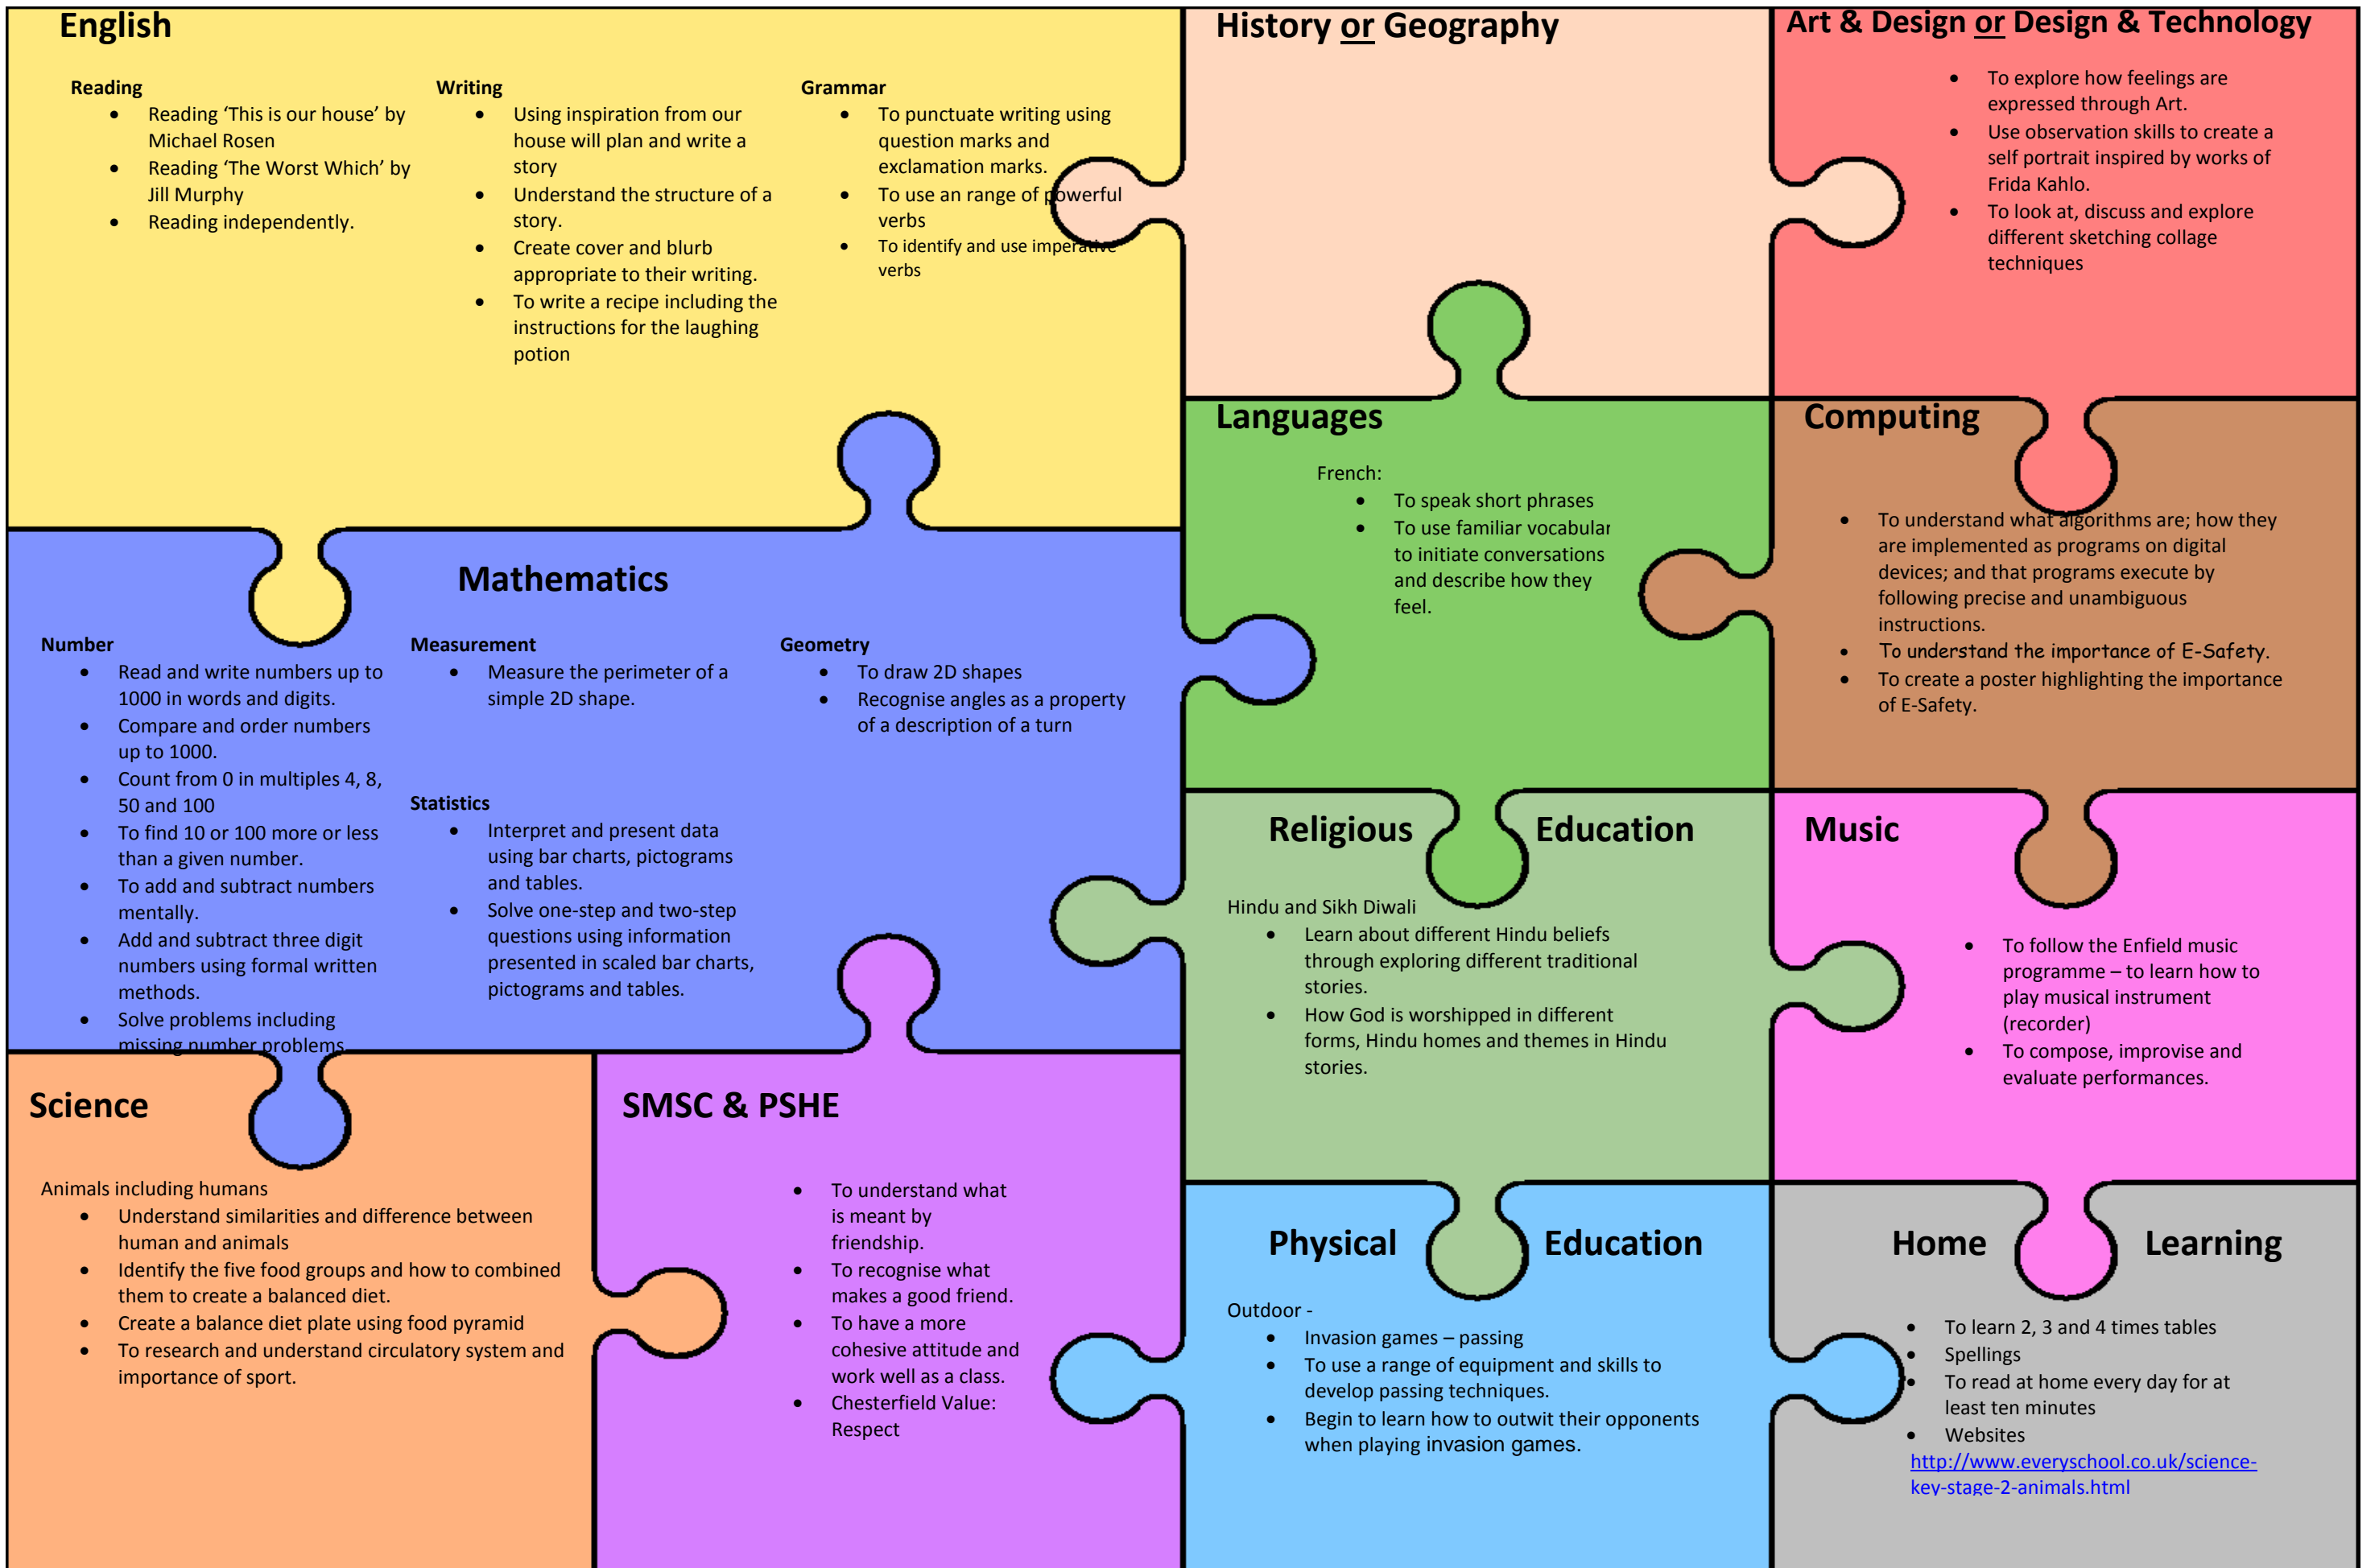 English
Reading
• Reading ‘This is our house’ by
Michael Rosen
• Reading ‘The Worst Which’ by
Jill Murphy
• Reading independently.
Writing
• Using inspiration from our
house will plan and write a
story
• Understand the structure of a
story.
• Create cover and blurb
appropriate to their writing.
• To write a recipe including the
instructions for the laughing
potion
Grammar
• To punctuate writing using
question marks and
exclamation marks.
• To use an range of powerful
verbs
• To identify and use imperative
verbs
History or Geography
Art & Design or Design & Technology
• To explore how feelings are
expressed through Art.
• Use observation skills to create a
self portrait inspired by works of
Frida Kahlo.
• To look at, discuss and explore
different sketching collage
techniques
Mathematics
Number
• Read and write numbers up to
1000 in words and digits.
• Compare and order numbers
up to 1000.
• Count from 0 in multiples 4, 8,
50 and 100
• To find 10 or 100 more or less
than a given number.
• To add and subtract numbers
mentally.
• Add and subtract three digit
numbers using formal written
methods.
• Solve problems including
missing number problems
Measurement
• Measure the perimeter of a
simple 2D shape.
Statistics
• Interpret and present data
using bar charts, pictograms
and tables.
• Solve one-step and two-step
questions using information
presented in scaled bar charts,
pictograms and tables.
Geometry
• To draw 2D shapes
• Recognise angles as a property
of a description of a turn
Languages
French:
• To speak short phrases
• To use familiar vocabular
to initiate conversations
and describe how they
feel.
Computing
• To understand what algorithms are; how they
are implemented as programs on digital
devices; and that programs execute by
following precise and unambiguous
instructions.
• To understand the importance of E-Safety.
• To create a poster highlighting the importance
of E-Safety.
Religious Education
Hindu and Sikh Diwali
• Learn about different Hindu beliefs
through exploring different traditional
stories.
• How God is worshipped in different
forms, Hindu homes and themes in Hindu
stories.
Music
• To follow the Enfield music
programme – to learn how to
play musical instrument
(recorder)
• To compose, improvise and
evaluate performances.
Science
Animals including humans
• Understand similarities and difference between
human and animals
• Identify the five food groups and how to combined
them to create a balanced diet.
• Create a balance diet plate using food pyramid
• To research and understand circulatory system and
importance of sport.
SMSC & PSHE
• To understand what
is meant by
friendship.
• To recognise what
makes a good friend.
• To have a more
cohesive attitude and
work well as a class.
• Chesterfield Value:
Respect
Physical Education
Outdoor -
• Invasion games – passing
• To use a range of equipment and skills to
develop passing techniques.
• Begin to learn how to outwit their opponents
when playing invasion games.
Home Learning
• To learn 2, 3 and 4 times tables
• Spellings
• To read at home every day for at
least ten minutes
• Websites
http://www.everyschool.co.uk/science-
key-stage-2-animals.html